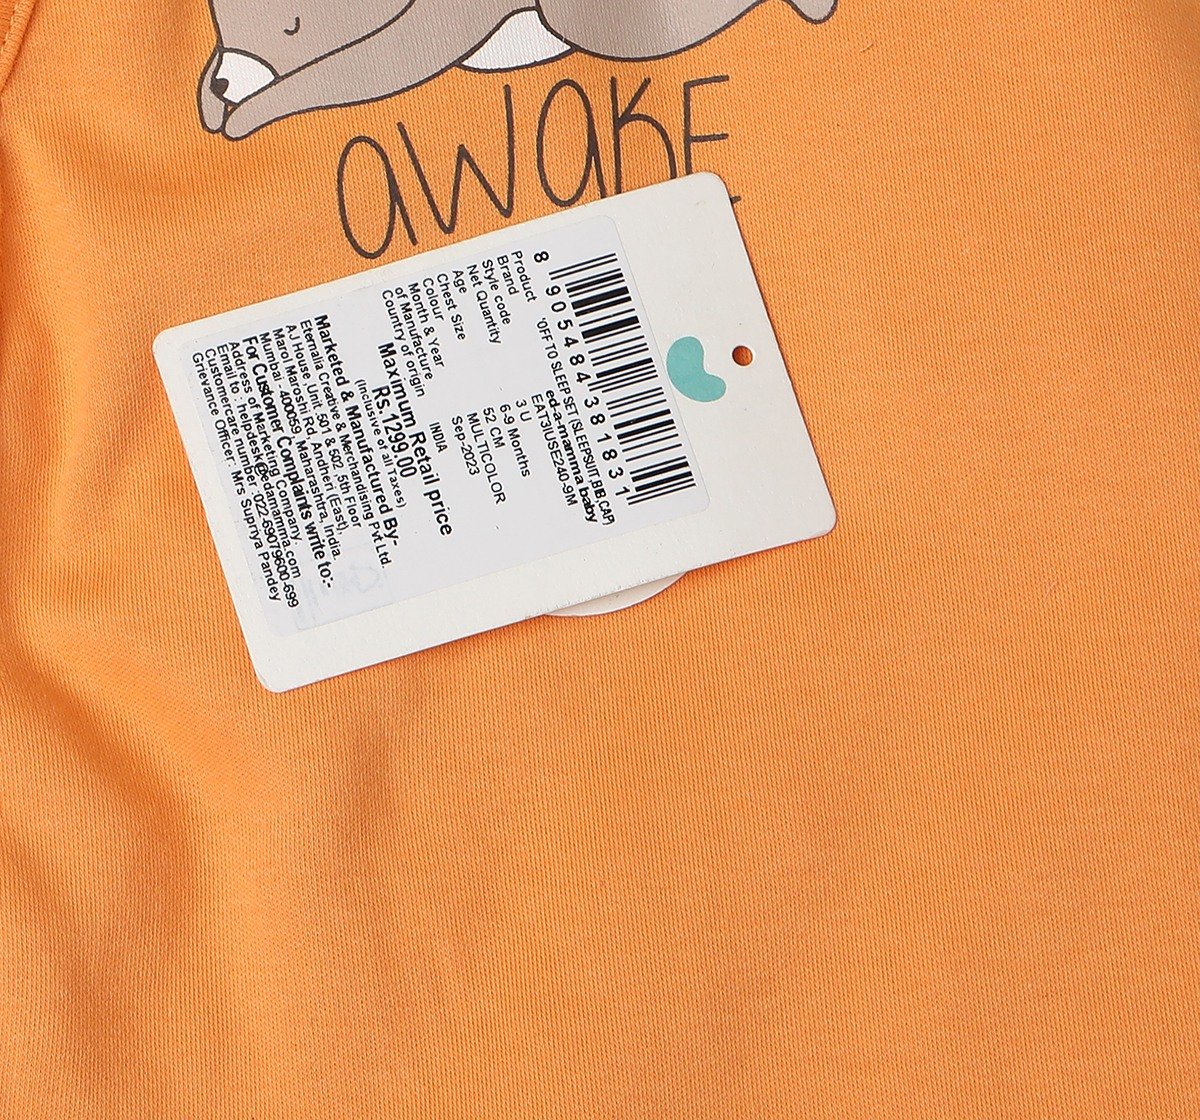 awake
8 905484 381831
Product 'OFF TO SLEEP SET (SLEEPSUIT,BIB,CAP)
Brand ed-a-mamma baby
Style code EAT3IUSE240-9M
Net Quantity 3 U
Age 6-9 Months
Chest Size 52 CM
Colour MULTICOLOR
Month & Year
of Manufacture Sep-2023
Country of origin INDIA
Maximum Retail price
Rs.1299.00
(Inclusive of all Taxes)
Marketed & Manufactured By-
Eternalia Creative & Merchandising Pvt.Ltd.
AJ House,Unit 501 & 502, 5th Floor
Marol Maroshi Rd, Andheri (East),
Mumbai -400059, Maharashtra, India.
For Customer Complaints write to:-
Address of Marketing Company.
Email to : helpdesk@edamamma.com
Customercare number :022-69079600-699
Grievance Officer: Mrs Supriya Pandey